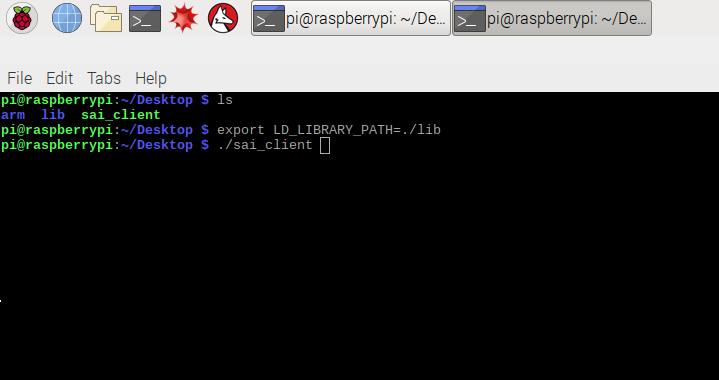 pi@raspberrypi: ~/De... pi@raspberrypi: ~/De...
File Edit Tabs Help
pi@raspberrypi:~/Desktop $ ls
arm lib sai_client
pi@raspberrypi:~/Desktop $ export LD_LIBRARY_PATH=./lib
pi@raspberrypi:~/Desktop $ ./sai_client